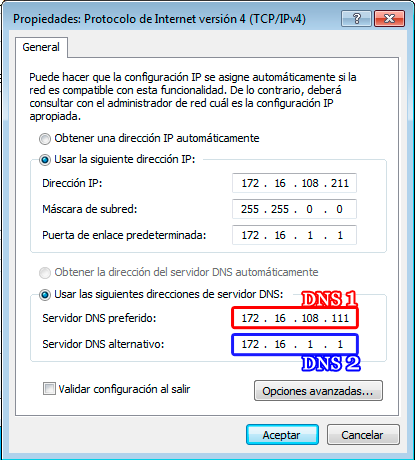 Propiedades: Protocolo de Internet versión 4 (TCP/IPv4)
General
Puede hacer que la configuración IP se asigne automáticamente si la
red es compatible con esta funcionalidad. De lo contrario, deberá
consultar con el administrador de red cuál es la configuración IP
apropiada.
Obtener una dirección IP automáticamente
Usar la siguiente dirección IP:
Dirección IP: 172 . 16 . 108 . 211
Máscara de subred: 255 . 255 . 0 . 0
Puerta de enlace predeterminada: 172 . 16 . 1 . 1
Obtener la dirección del servidor DNS automáticamente
Usar las siguientes direcciones de servidor DNS:
DNS 1
Servidor DNS preferido: 172 . 16 . 108 . 111
Servidor DNS alternativo: 172 . 16 . 1 . 1
DNS 2
Validar configuración al salir
Opciones avanzadas...
Aceptar Cancelar